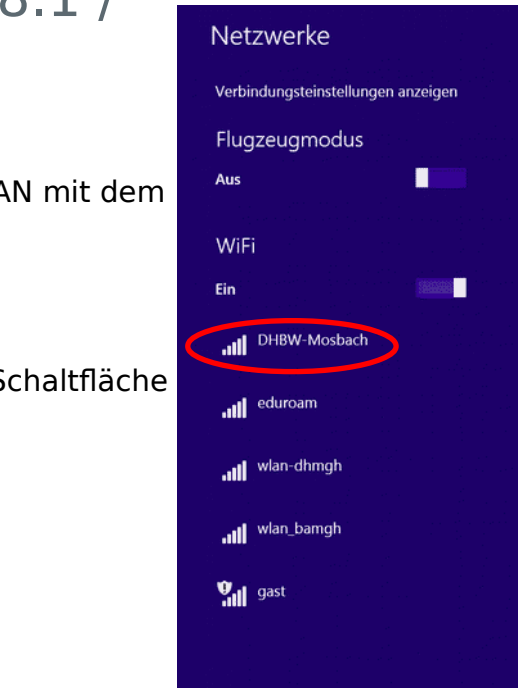 8.1 /
AN mit dem
Schaltfläche
Netzwerke
Verbindungsteinstellungen anzeigen
Flugzeugmodus
Aus
WiFi
Ein
DHBW-Mosbach
eduroam
wlan-dhmgh
wlan_bamgh
gast